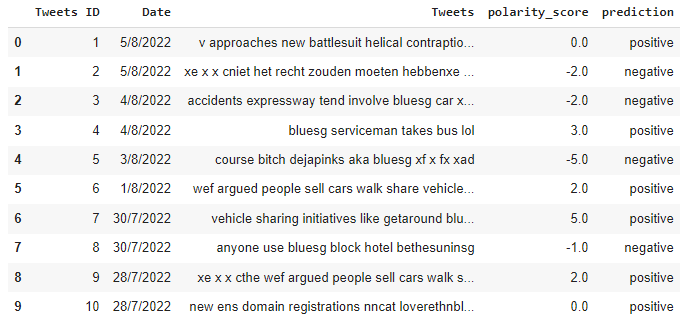 Tweets ID Date Tweets polarity_score prediction
0 1 5/8/2022 v approaches new battlesuit helical contraptio... 0.0 positive
1 2 5/8/2022 xe x x cniet het recht zouden moeten hebbenxe ... -2.0 negative
2 3 4/8/2022 accidents expressway tend involve bluesg car x... -2.0 negative
3 4 4/8/2022 bluesg serviceman takes bus lol 3.0 positive
4 5 3/8/2022 course bitch dejapinks aka bluesg xf x fx xad -5.0 negative
5 6 1/8/2022 wef argued people sell cars walk share vehicle... 2.0 positive
6 7 30/7/2022 vehicle sharing initiatives like getaround blu... 5.0 positive
7 8 30/7/2022 anyone use bluesg block hotel bethesuninsg -1.0 negative
8 9 28/7/2022 xe x x cthe wef argued people sell cars walk s... 2.0 positive
9 10 28/7/2022 new ens domain registrations nncat loverethnbl... 0.0 positive